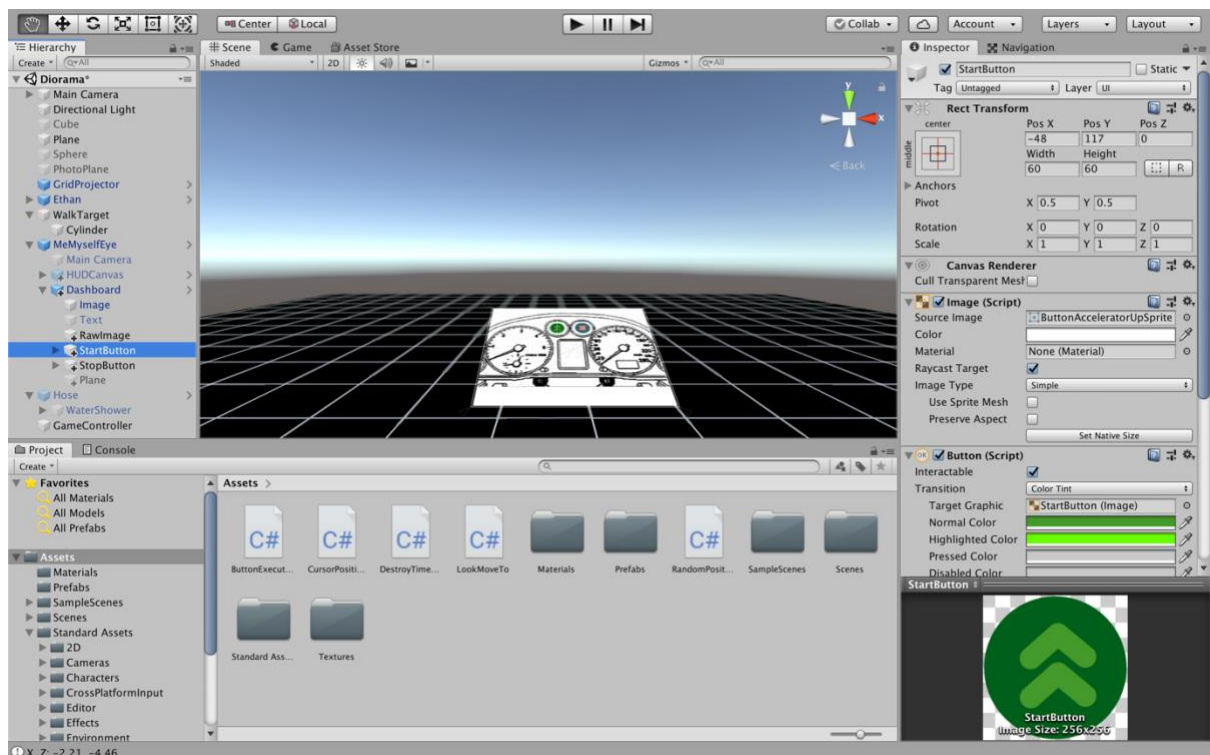 Center Local Collab Account Layers Layout
Hierarchy
Create All
Diorama*
Main Camera
Directional Light
Cube
Plane
Sphere
PhotoPlane
GridProjector
Ethan
WalkTarget
Cylinder
MeMyselfEye
Main Camera
HUDCanvas
Dashboard
Image
Text
RawImage
StartButton
StopButton
Plane
Hose
WaterShower
GameController
Scene Game Asset Store
Shaded 2D Gizmos All
y
x
Back
Project Console
Create
Favorites
All Materials
All Models
All Prefabs
Assets
Materials
Prefabs
SampleScenes
Scenes
Standard Assets
2D
Cameras
Characters
CrossPlatformInput
Editor
Effects
Environment
Assets
C# C# C# C# C#
ButtonExecut... CursorPositi... DestroyTime... LookMoveTo Materials Prefabs RandomPosit... SampleScenes Scenes
Standard Ass... Textures
X, Z: -2.21, -4.46
Inspector Navigation
StartButton Static
Tag Untagged Layer UI
Rect Transform
center Pos X Pos Y Pos Z
middle -48 117 0
Width Height
60 60 R
Anchors
Pivot X 0.5 Y 0.5
Rotation X 0 Y 0 Z 0
Scale X 1 Y 1 Z 1
Canvas Renderer
Cull Transparent Mesh
Image (Script)
Source Image ButtonAcceleratorUpSprite
Color
Material None (Material)
Raycast Target
Image Type Simple
Use Sprite Mesh
Preserve Aspect
Set Native Size
OK Button (Script)
Interactable
Transition Color Tint
Target Graphic StartButton (Image)
Normal Color
Highlighted Color
Pressed Color
Disabled Color
StartButton
StartButton
Image Size: 256x256